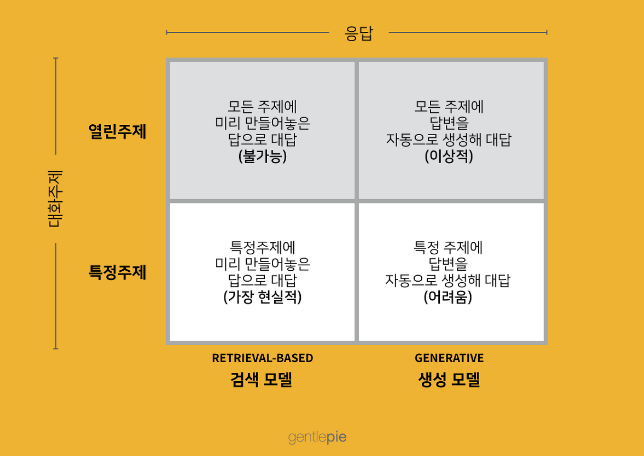 응답
대화주제
열린주제
모든 주제에
미리 만들어놓은
답으로 대답
(불가능)
모든 주제에
답변을
자동으로 생성해 대답
(이상적)
특정주제
특정주제에
미리 만들어놓은
답으로 대답
(가장 현실적)
특정 주제에
답변을
자동으로 생성해 대답
(어려움)
RETRIEVAL-BASED
검색 모델
GENERATIVE
생성 모델
gentlepie